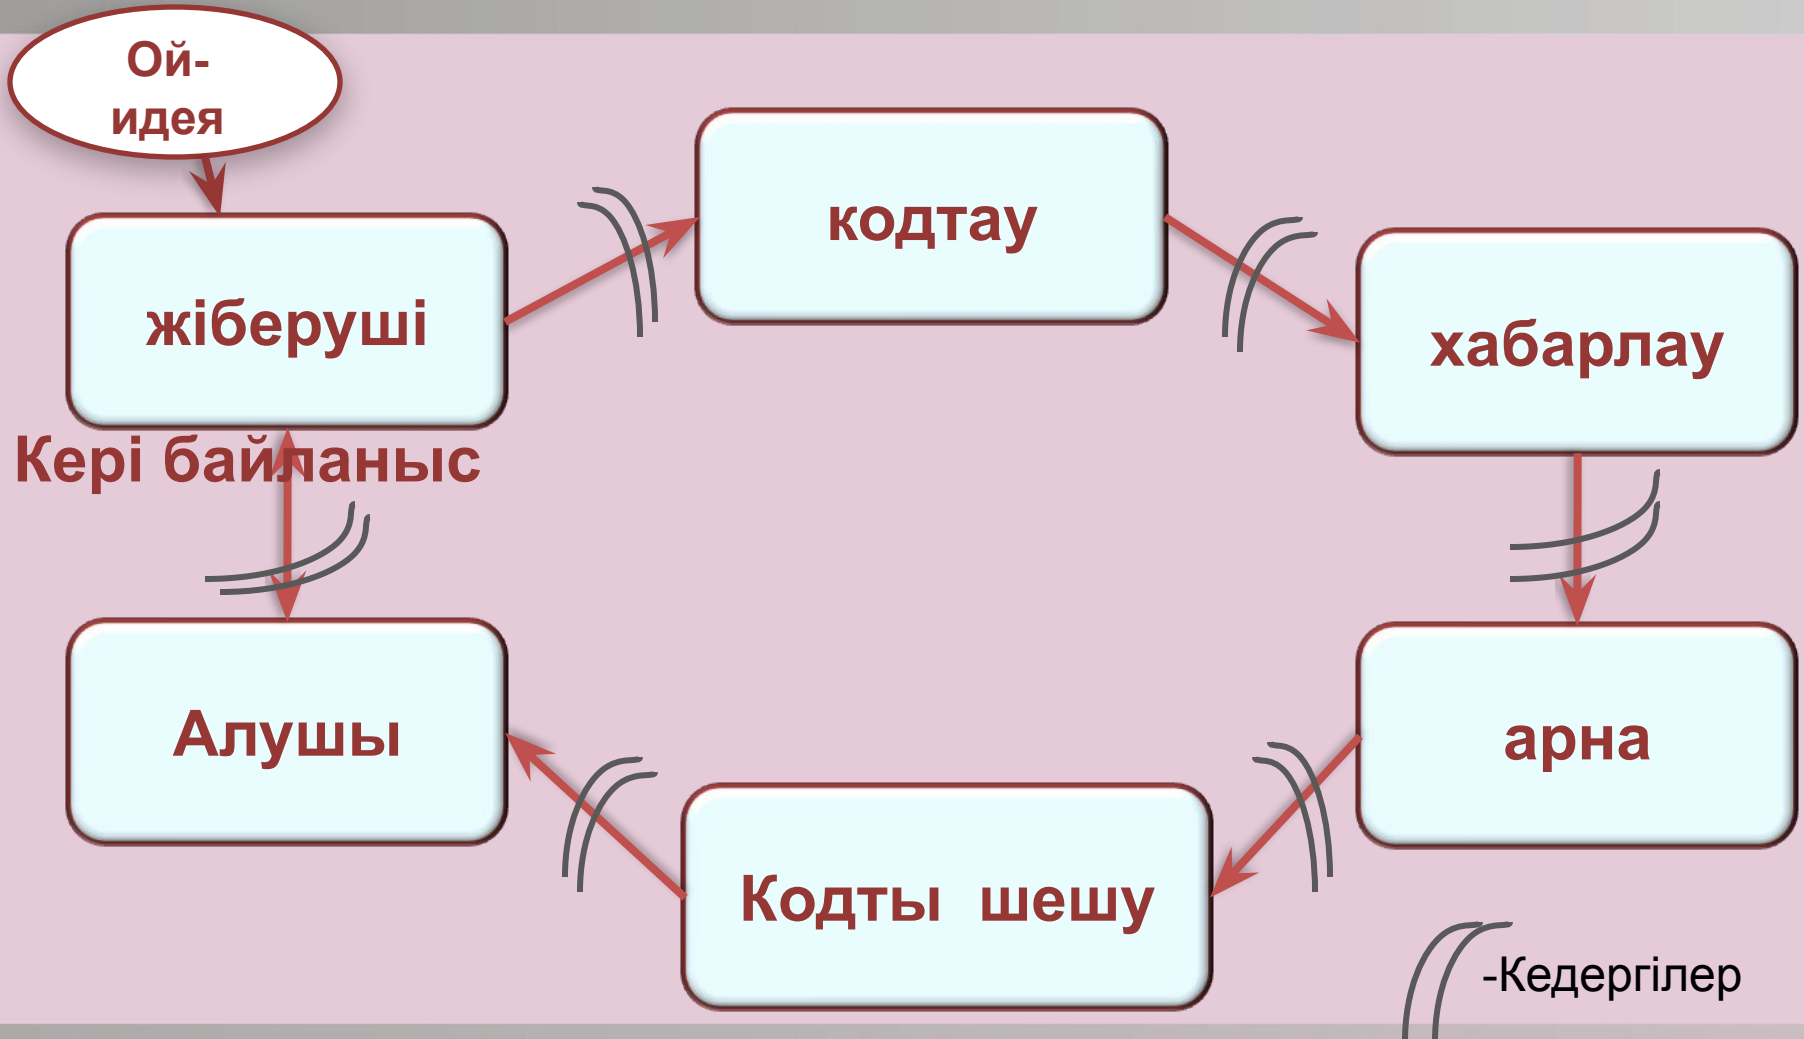 Ой-
идея
кодтау
жіберуші
хабарлау
Кері байланыс
Алушы
арна
Кодты  шешу
-Кедергілер